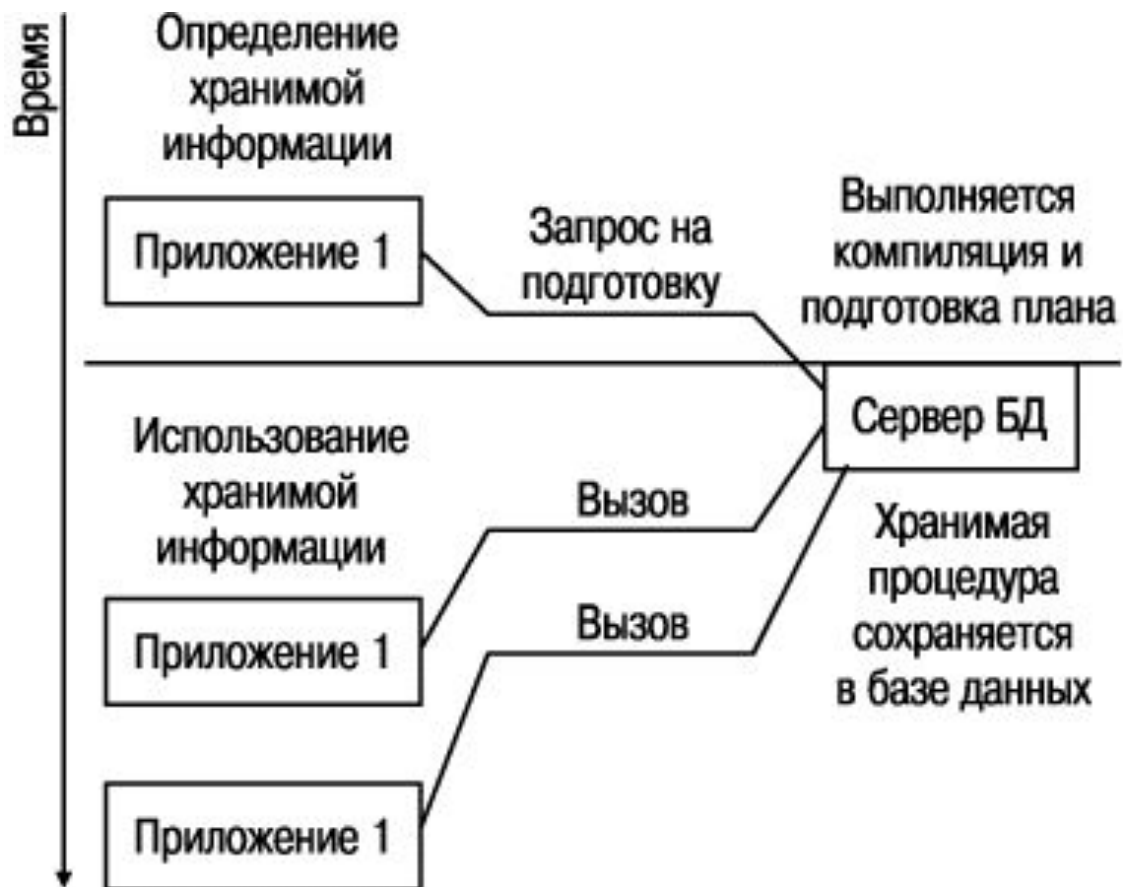 Время
Определение
хранимой
информации
Приложение 1
Запрос на
подготовку
Выполняется
компиляция и
подготовка плана
Сервер БД
Использование
хранимой
информации
Вызов
Хранимая
процедура
сохраняется
в базе данных
Приложение 1
Вызов
Приложение 1